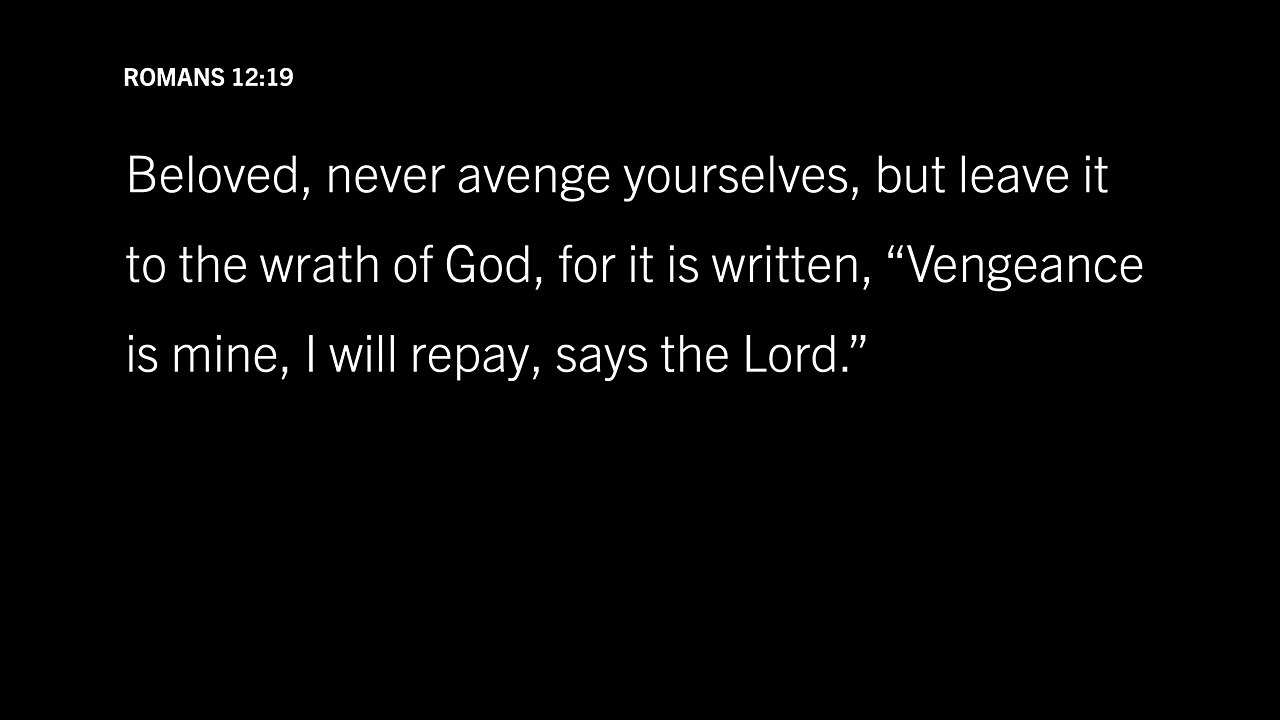 ROMANS 12:19
Beloved, never avenge yourselves, but leave it
to the wrath of God, for it is written, “Vengeance
is mine, I will repay, says the Lord.”